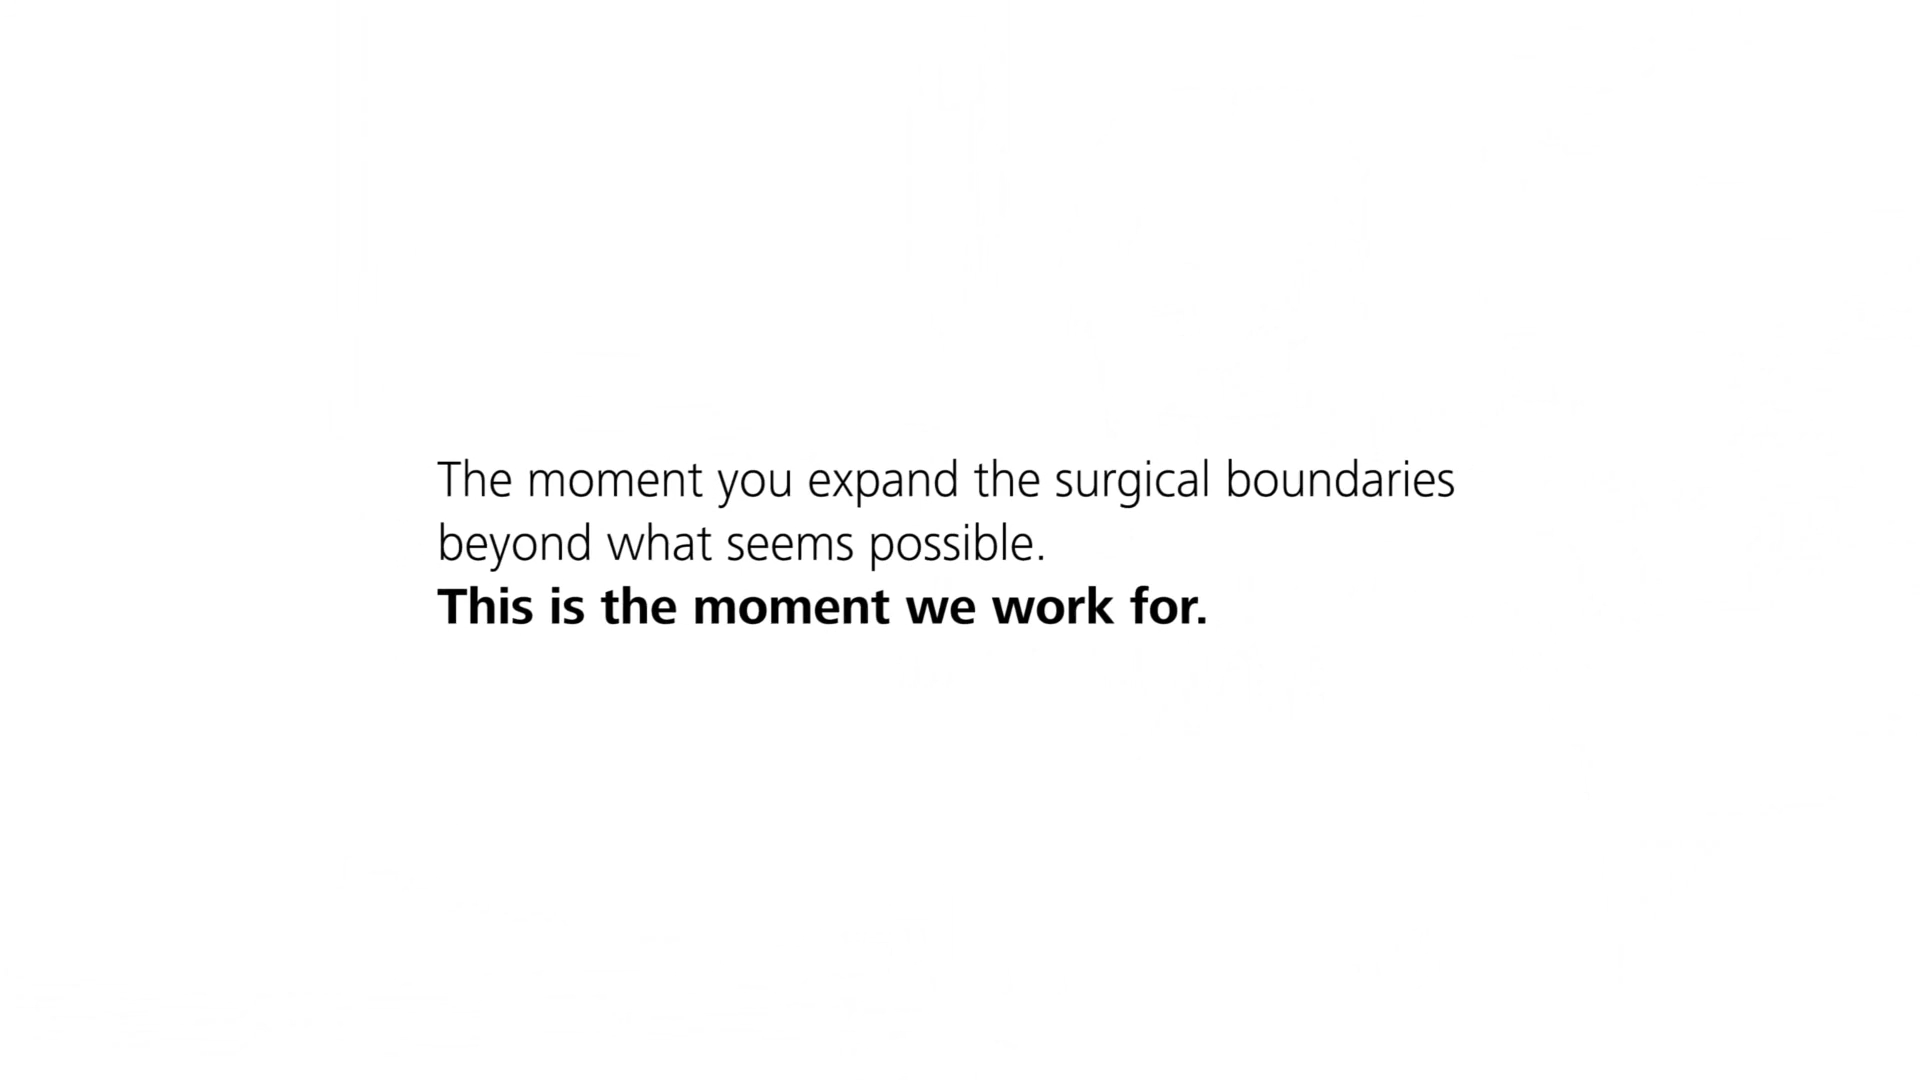 The moment you expand the surgical boundaries
beyond what seems possible.
This is the moment we work for.